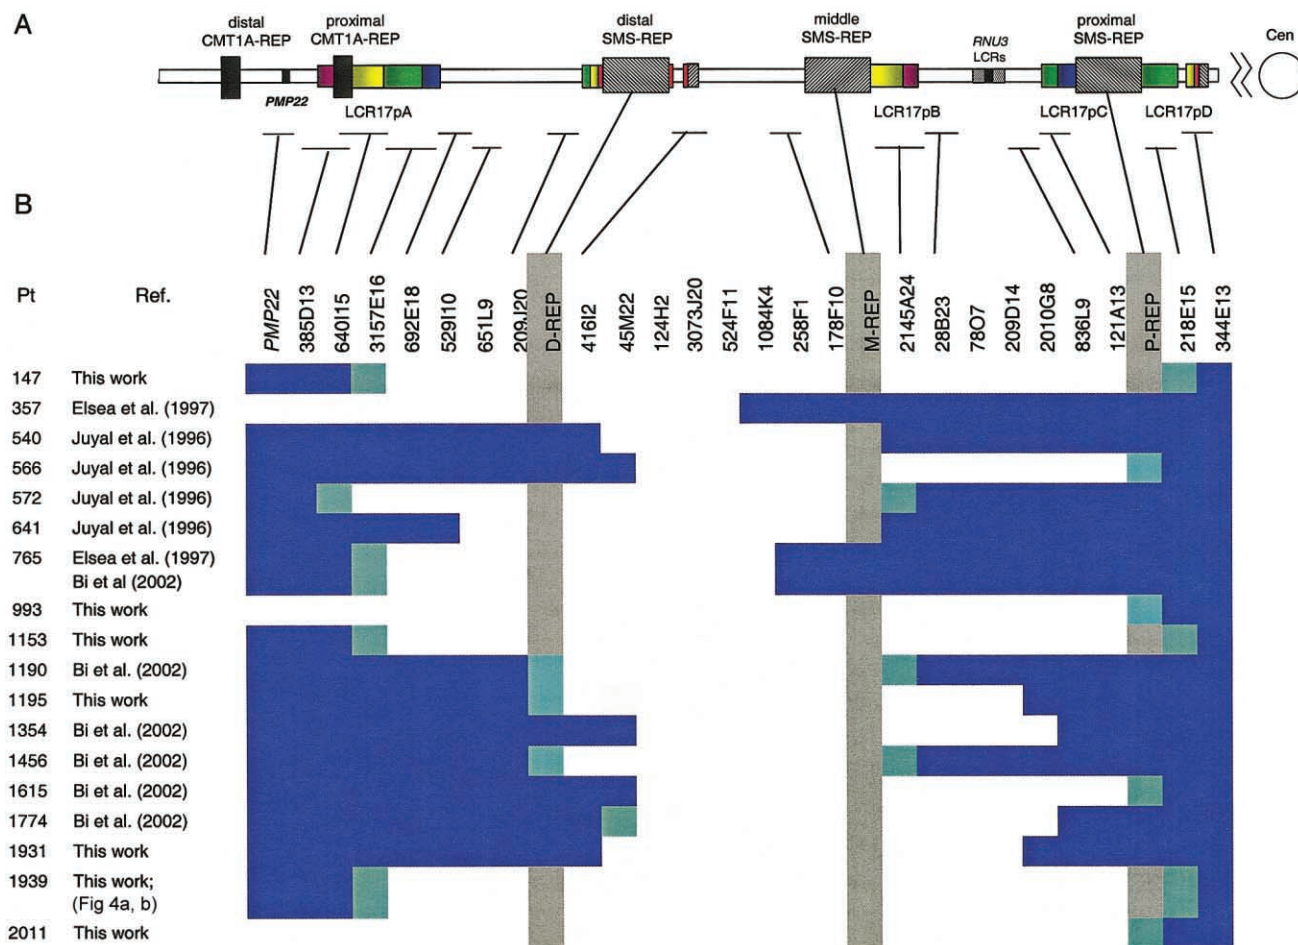 A
distal CMT1A-REP
proximal CMT1A-REP
distal SMS-REP
middle SMS-REP
RNU3 LCRs
proximal SMS-REP
Cen
PMP22
LCR17pA
LCR17pB
LCR17pC
LCR17pD
B
Pt Ref. PMP22 385D13 640I15 3157E16 692E18 529I10 651L9 209J20 D-REP 416I2 45M22 124H2 3073J20 524F11 1084K4 258F1 178F10 M-REP 2145A24 28B23 78O7 209D14 2010G8 836L9 121A13 P-REP 218E15 344E13
147 This work
357 Elsea et al. (1997)
540 Juyal et al. (1996)
566 Juyal et al. (1996)
572 Juyal et al. (1996)
641 Juyal et al. (1996)
765 Elsea et al. (1997)
Bi et al (2002)
993 This work
1153 This work
1190 Bi et al. (2002)
1195 This work
1354 Bi et al. (2002)
1456 Bi et al. (2002)
1615 Bi et al. (2002)
1774 Bi et al. (2002)
1931 This work
1939 This work;
(Fig 4a, b)
2011 This work